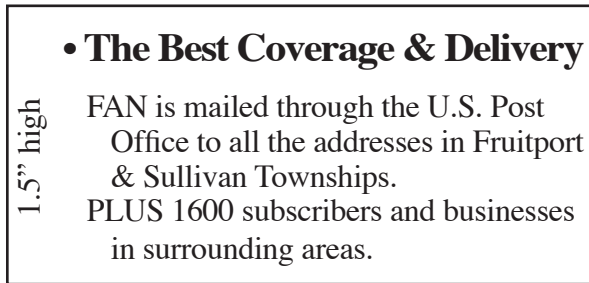 • The Best Coverage & Delivery
1.5” high
FAN is mailed through the U.S. Post
Office to all the addresses in Fruitport
& Sullivan Townships.
PLUS 1600 subscribers and businesses
in surrounding areas.